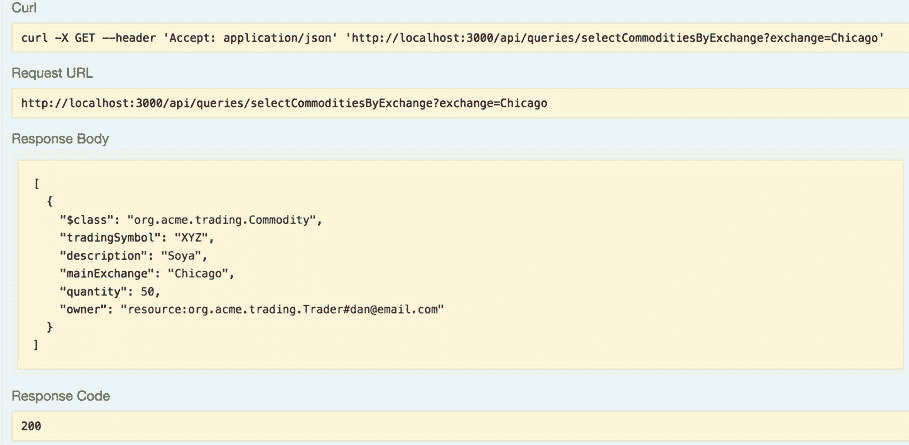 Curl
curl -X GET --header 'Accept: application/json' 'http://localhost:3000/api/queries/selectCommoditiesByExchange?exchange=Chicago'
Request URL
http://localhost:3000/api/queries/selectCommoditiesByExchange?exchange=Chicago
Response Body
[
  {
    "$class": "org.acme.trading.Commodity",
    "tradingSymbol": "XYZ",
    "description": "Soya",
    "mainExchange": "Chicago",
    "quantity": 50,
    "owner": "resource:org.acme.trading.Trader#dan@email.com"
  }
]
Response Code
200